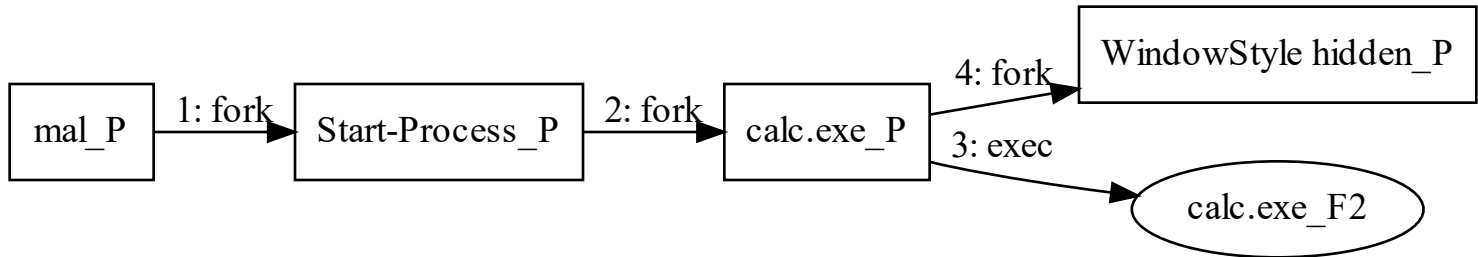 mal_P
1: fork
Start-Process_P
2: fork
calc.exe_P
4: fork
WindowStyle hidden_P
3: exec
calc.exe_F2